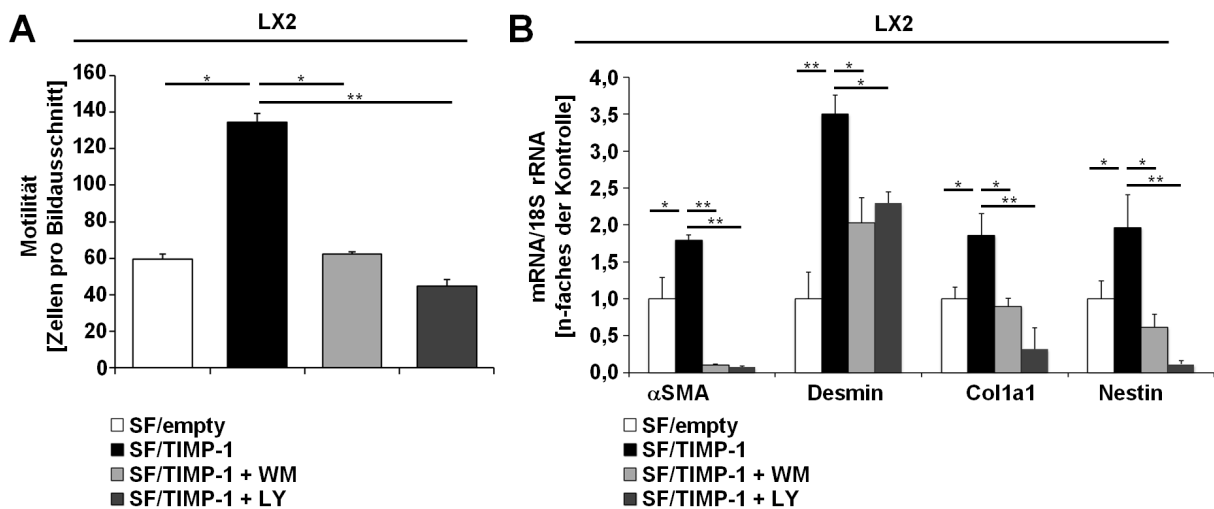 A
LX2
Motilität
[Zellen pro Bildausschnitt]
160
140
120
100
80
60
40
20
0
*
*
**
SF/empty
SF/TIMP-1
SF/TIMP-1 + WM
SF/TIMP-1 + LY
B
LX2
mRNA/18S rRNA
[n-faches der Kontrolle]
4,0
3,5
3,0
2,5
2,0
1,5
1,0
0,5
0,0
* **
**
** *
*
* *
**
* *
**
αSMA Desmin Col1a1 Nestin
SF/empty
SF/TIMP-1
SF/TIMP-1 + WM
SF/TIMP-1 + LY